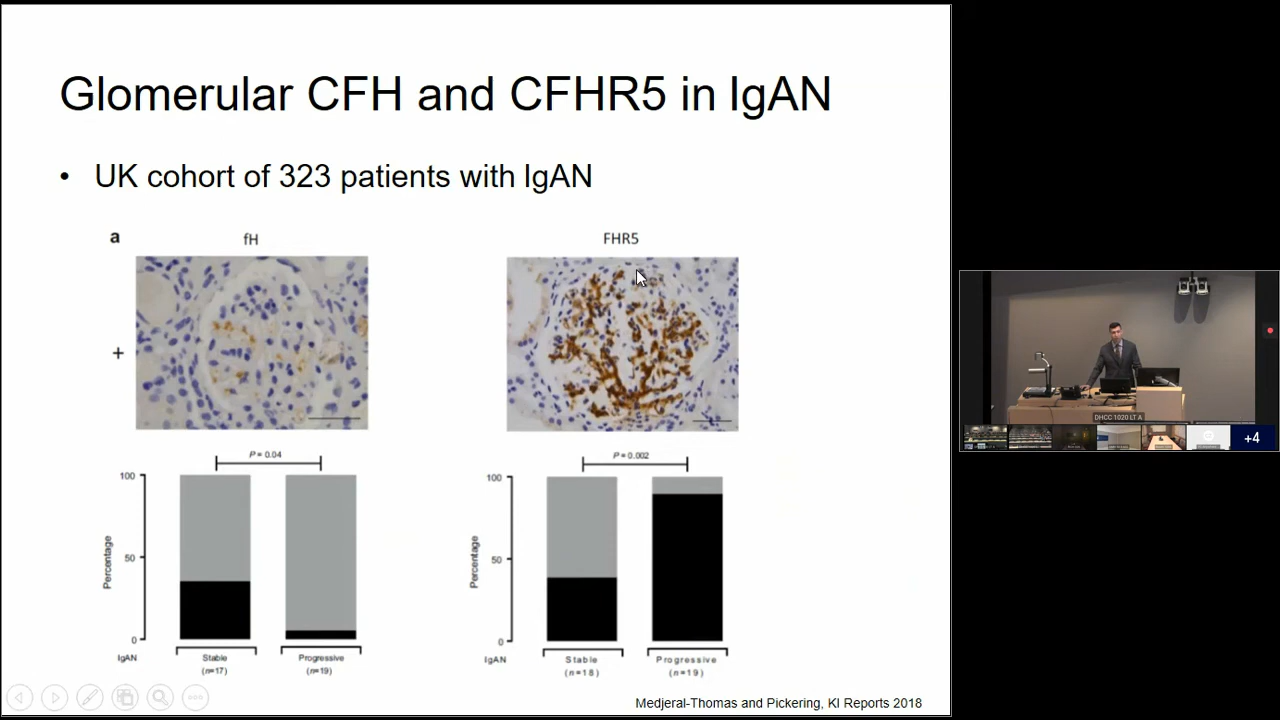 Glomerular CFH and CFHR5 in IgAN
• UK cohort of 323 patients with IgAN
a
fH
FHR5
+
P = 0.04
P = 0.002
100
50
0
Percentage
100
50
0
Percentage
IgAN
Stable
(n=17)
Progressive
(n=19)
IgAN
Stable
(n=18)
Progressive
(n=19)
Medjeral-Thomas and Pickering, KI Reports 2018
DHCC 1020 LT A
+4